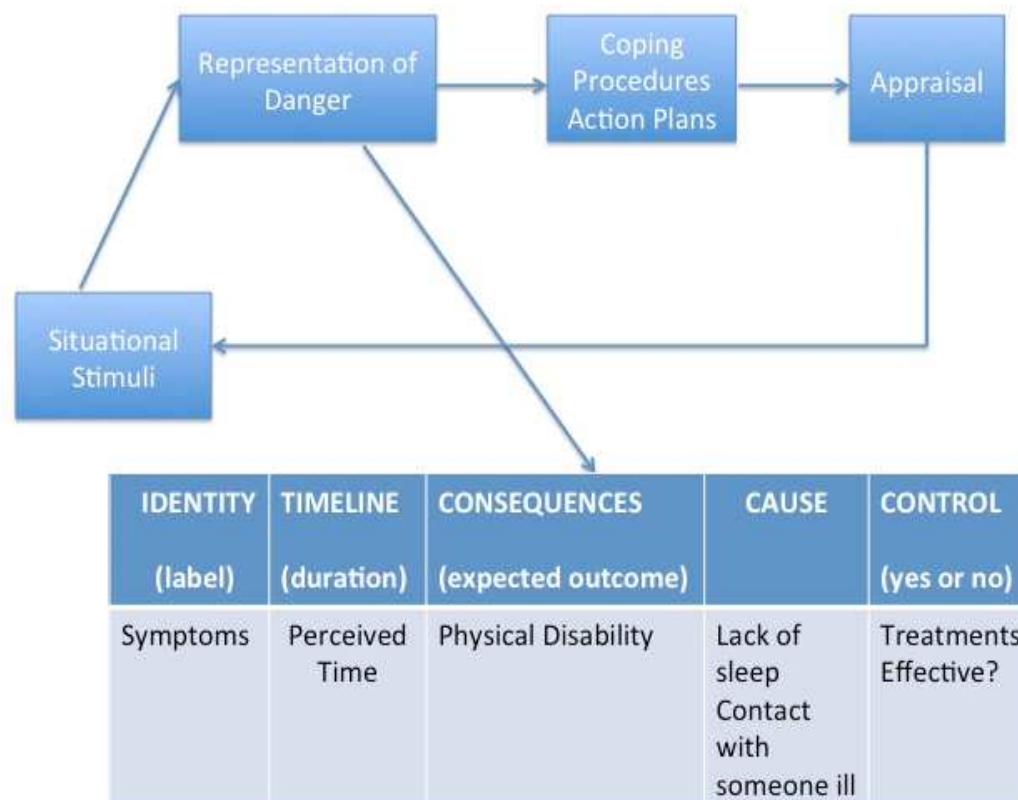 Representation of
Danger
Coping
Procedures
Action Plans
Appraisal
Situational
Stimuli
IDENTITY
(label)
TIMELINE
(duration)
CONSEQUENCES
(expected outcome)
CAUSE
CONTROL
(yes or no)
Symptoms
Perceived
Time
Physical Disability
Lack of
sleep
Contact
with
someone ill
Treatments
Effective?